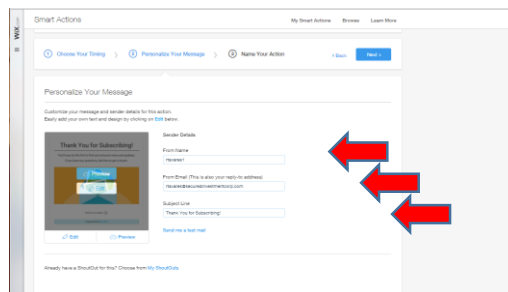 WiX.com
Smart Actions
My Smart Actions Browse Learn More
1 Choose Your Timing > 2 Personalize Your Message > 3 Name Your Action
< Back
Next >
Personalize Your Message
Customize your message and sender details for this action.
Easily add your own text and design by clicking on Edit below.
Thank You for Subscribing!
Preview
Edit
Edit
Preview
Sender Details
From Name
From Email (This is also your reply-to address)
Subject Line
Thank You for Subscribing!
Send me a test mail
Already have a ShoutOut for this? Choose from My ShoutOuts